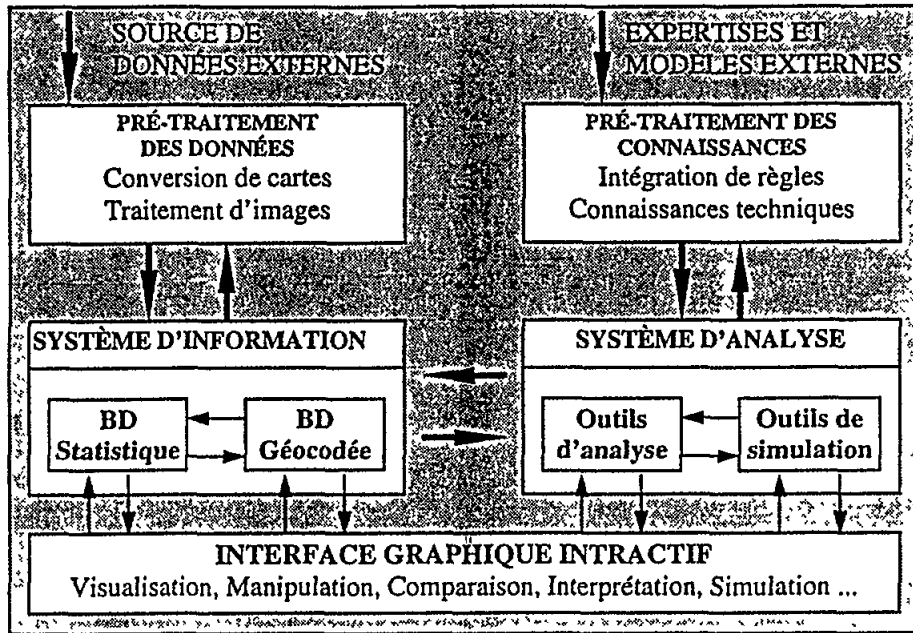 SOURCE DE
DONNÉES EXTERNES
EXPERTISES ET
MODÈLES EXTERNES
PRÉ-TRAITEMENT
DES DONNÉES
Conversion de cartes
Traitement d'images
PRÉ-TRAITEMENT DES
CONNAISSANCES
Intégration de règles
Connaissances techniques
SYSTÈME D'INFORMATION
BD
Statistique
BD
Géocodée
SYSTÈME D'ANALYSE
Outils
d'analyse
Outils de
simulation
INTERFACE GRAPHIQUE INTRACTIF
Visualisation, Manipulation, Comparaison, Interprétation, Simulation ...